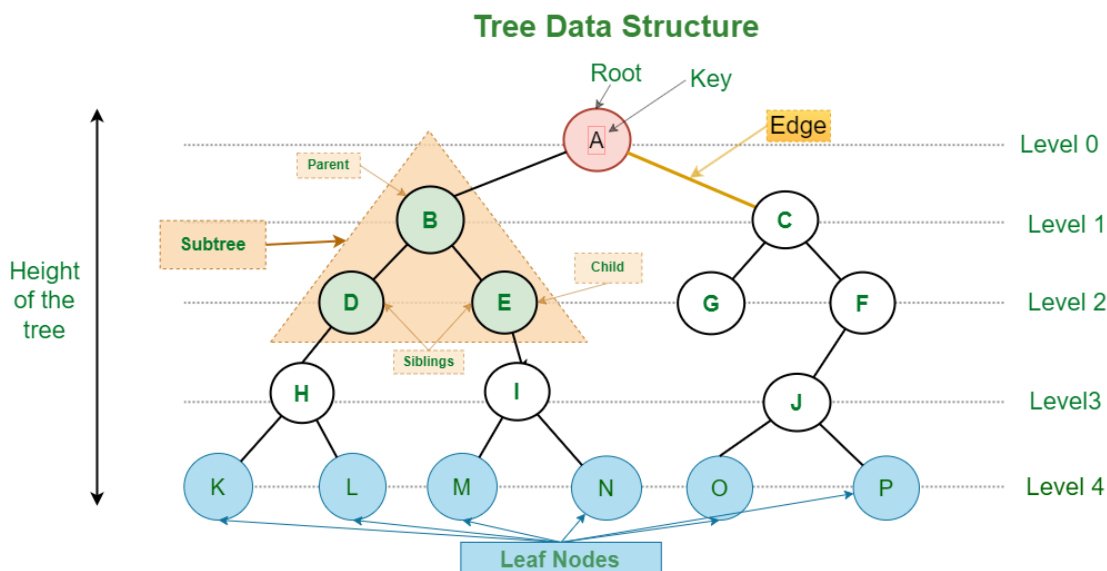 Tree Data Structure
Root
Key
A
Edge
Level 0
Parent
B
C
Level 1
Subtree
Height
of the
tree
Child
D
E
G
F
Level 2
Siblings
H
I
J
Level3
K
L
M
N
O
P
Level 4
Leaf Nodes